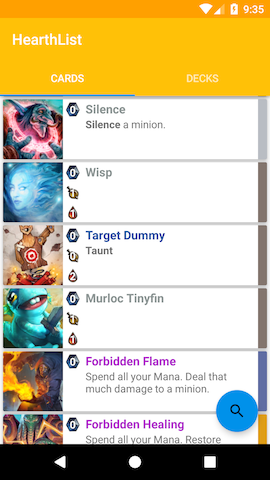 9:35
HearthList
CARDS
DECKS
0 Silence
Silence a minion.
0 Wisp
1
1
0 Target Dummy
Taunt
0
2
0 Murloc Tinyfin
1
1
0 Forbidden Flame
Spend all your Mana. Deal that
much damage to a minion.
0 Forbidden Healing
Spend all your Mana. Restore